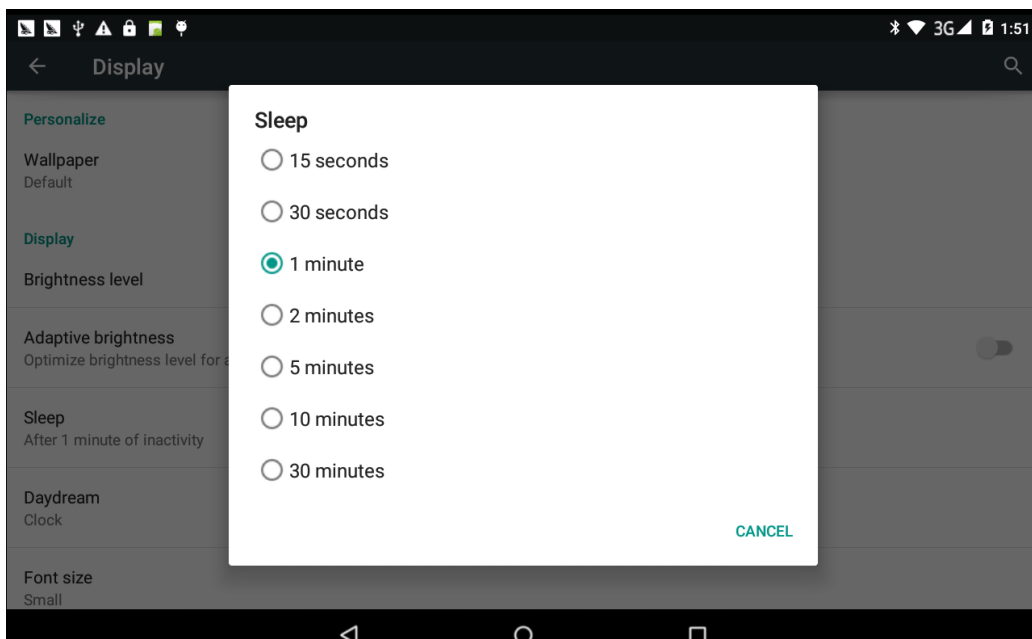 3G 1:51
Display
Personalize
Wallpaper
Default
Display
Brightness level
Adaptive brightness
Optimize brightness level for
Sleep
After 1 minute of inactivity
Daydream
Clock
Font size
Small
Sleep
15 seconds
30 seconds
1 minute
2 minutes
5 minutes
10 minutes
30 minutes
CANCEL